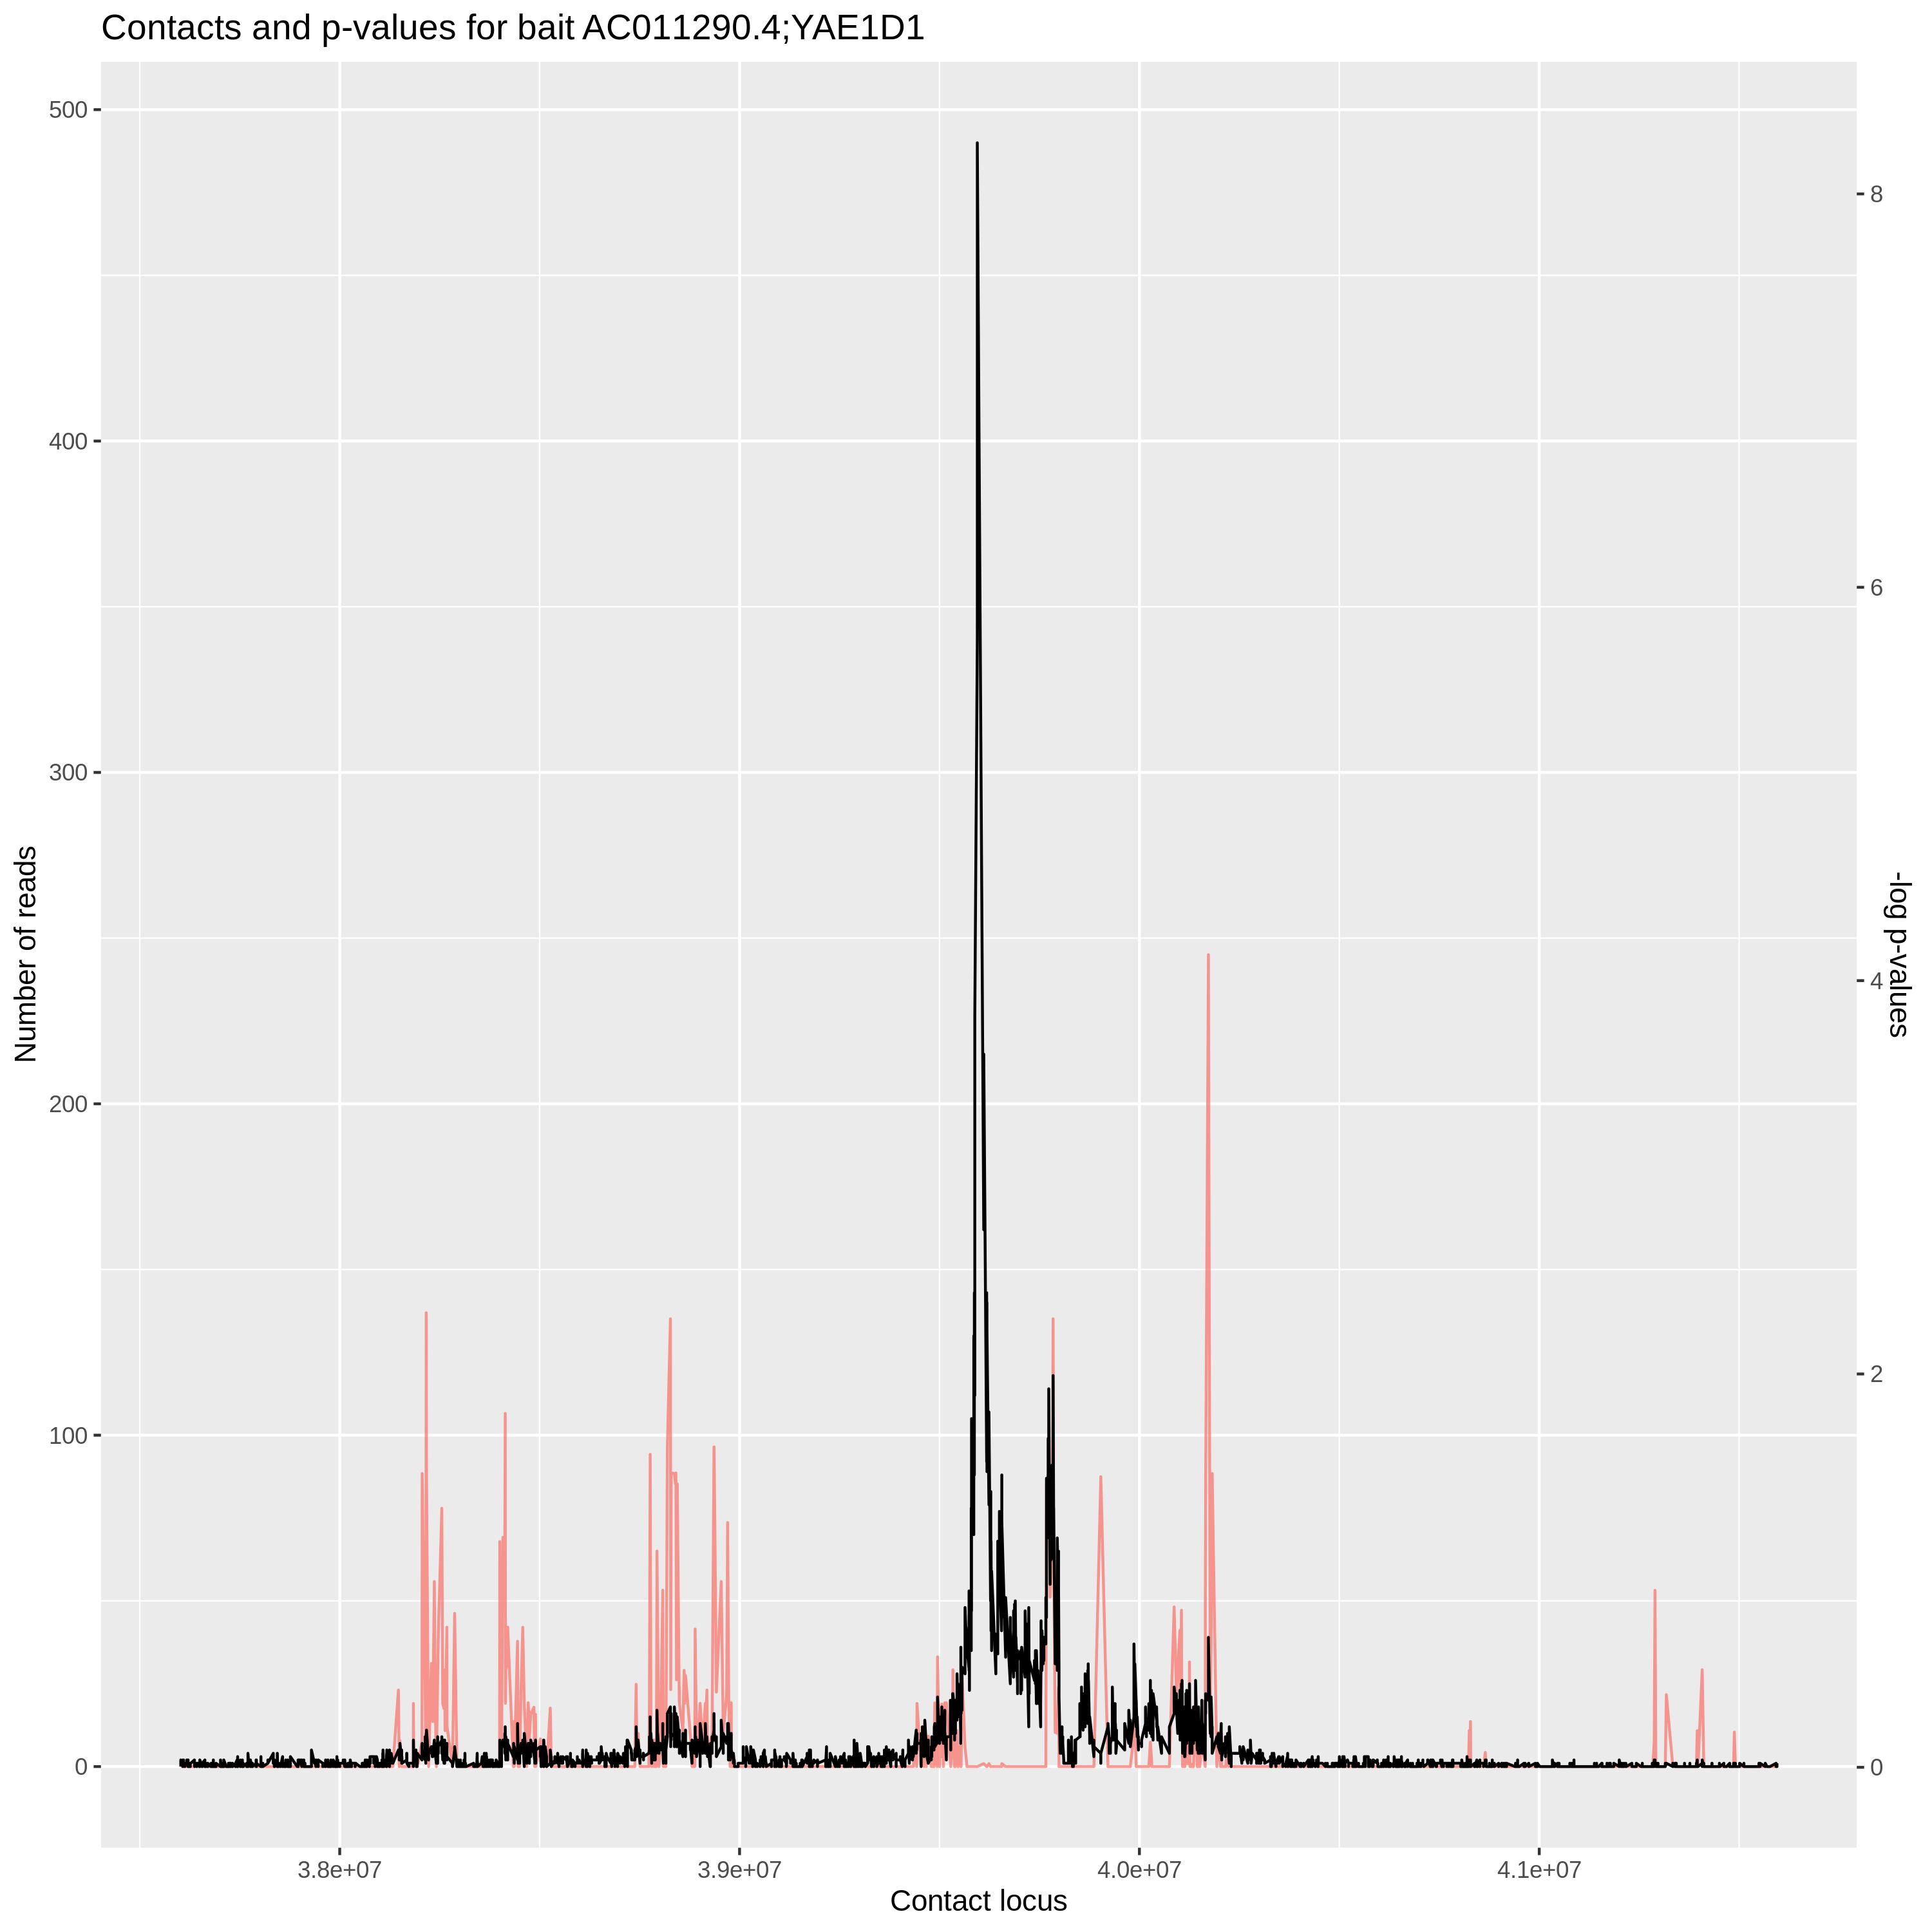 Contacts and p-values for bait AC011290.4;YAE1D1
500
400
300
200
100
0
Number of reads
8
6
4
2
0
-log p-values
3.8e+07 3.9e+07 4.0e+07 4.1e+07
Contact locus